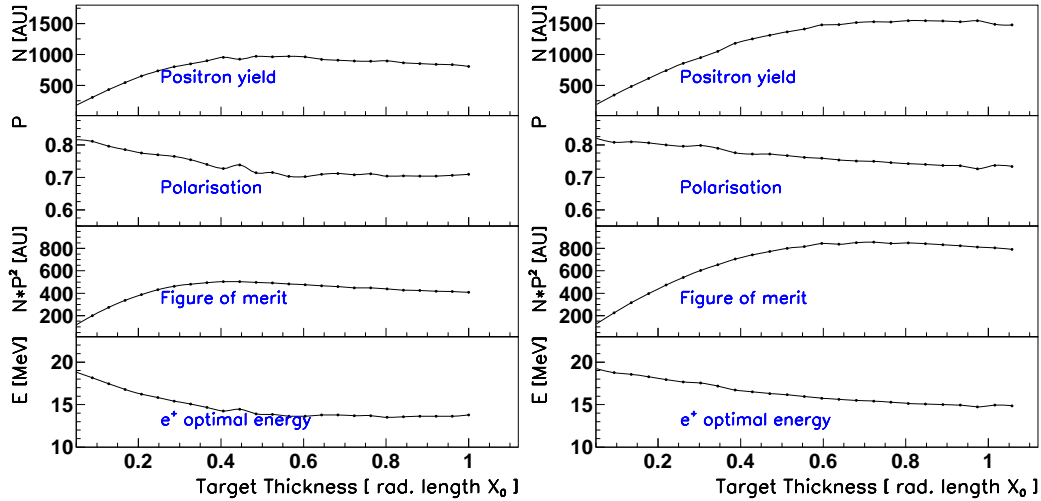 N [AU]
1500
1000
500
Positron yield
P
0.8
0.7
0.6
Polarisation
N*P² [AU]
800
600
400
200
Figure of merit
E [MeV]
20
15
10
e⁺ optimal energy
0.2 0.4 0.6 0.8 1
Target Thickness [ rad. length X₀ ]
N [AU]
1500
1000
500
Positron yield
P
0.8
0.7
0.6
Polarisation
N*P² [AU]
800
600
400
200
Figure of merit
E [MeV]
20
15
10
e⁺ optimal energy
0.2 0.4 0.6 0.8 1
Target Thickness [ rad. length X₀ ]